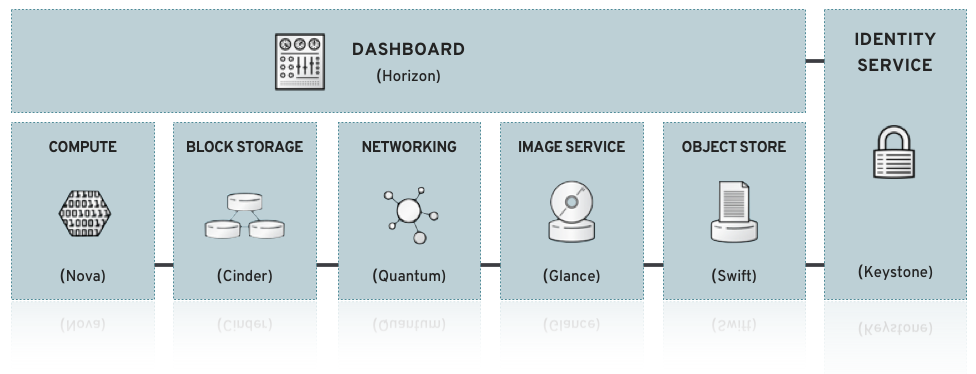 DASHBOARD
(Horizon)
IDENTITY
SERVICE
(Keystone)
COMPUTE
(Nova)
BLOCK STORAGE
(Cinder)
NETWORKING
(Quantum)
IMAGE SERVICE
(Glance)
OBJECT STORE
(Swift)